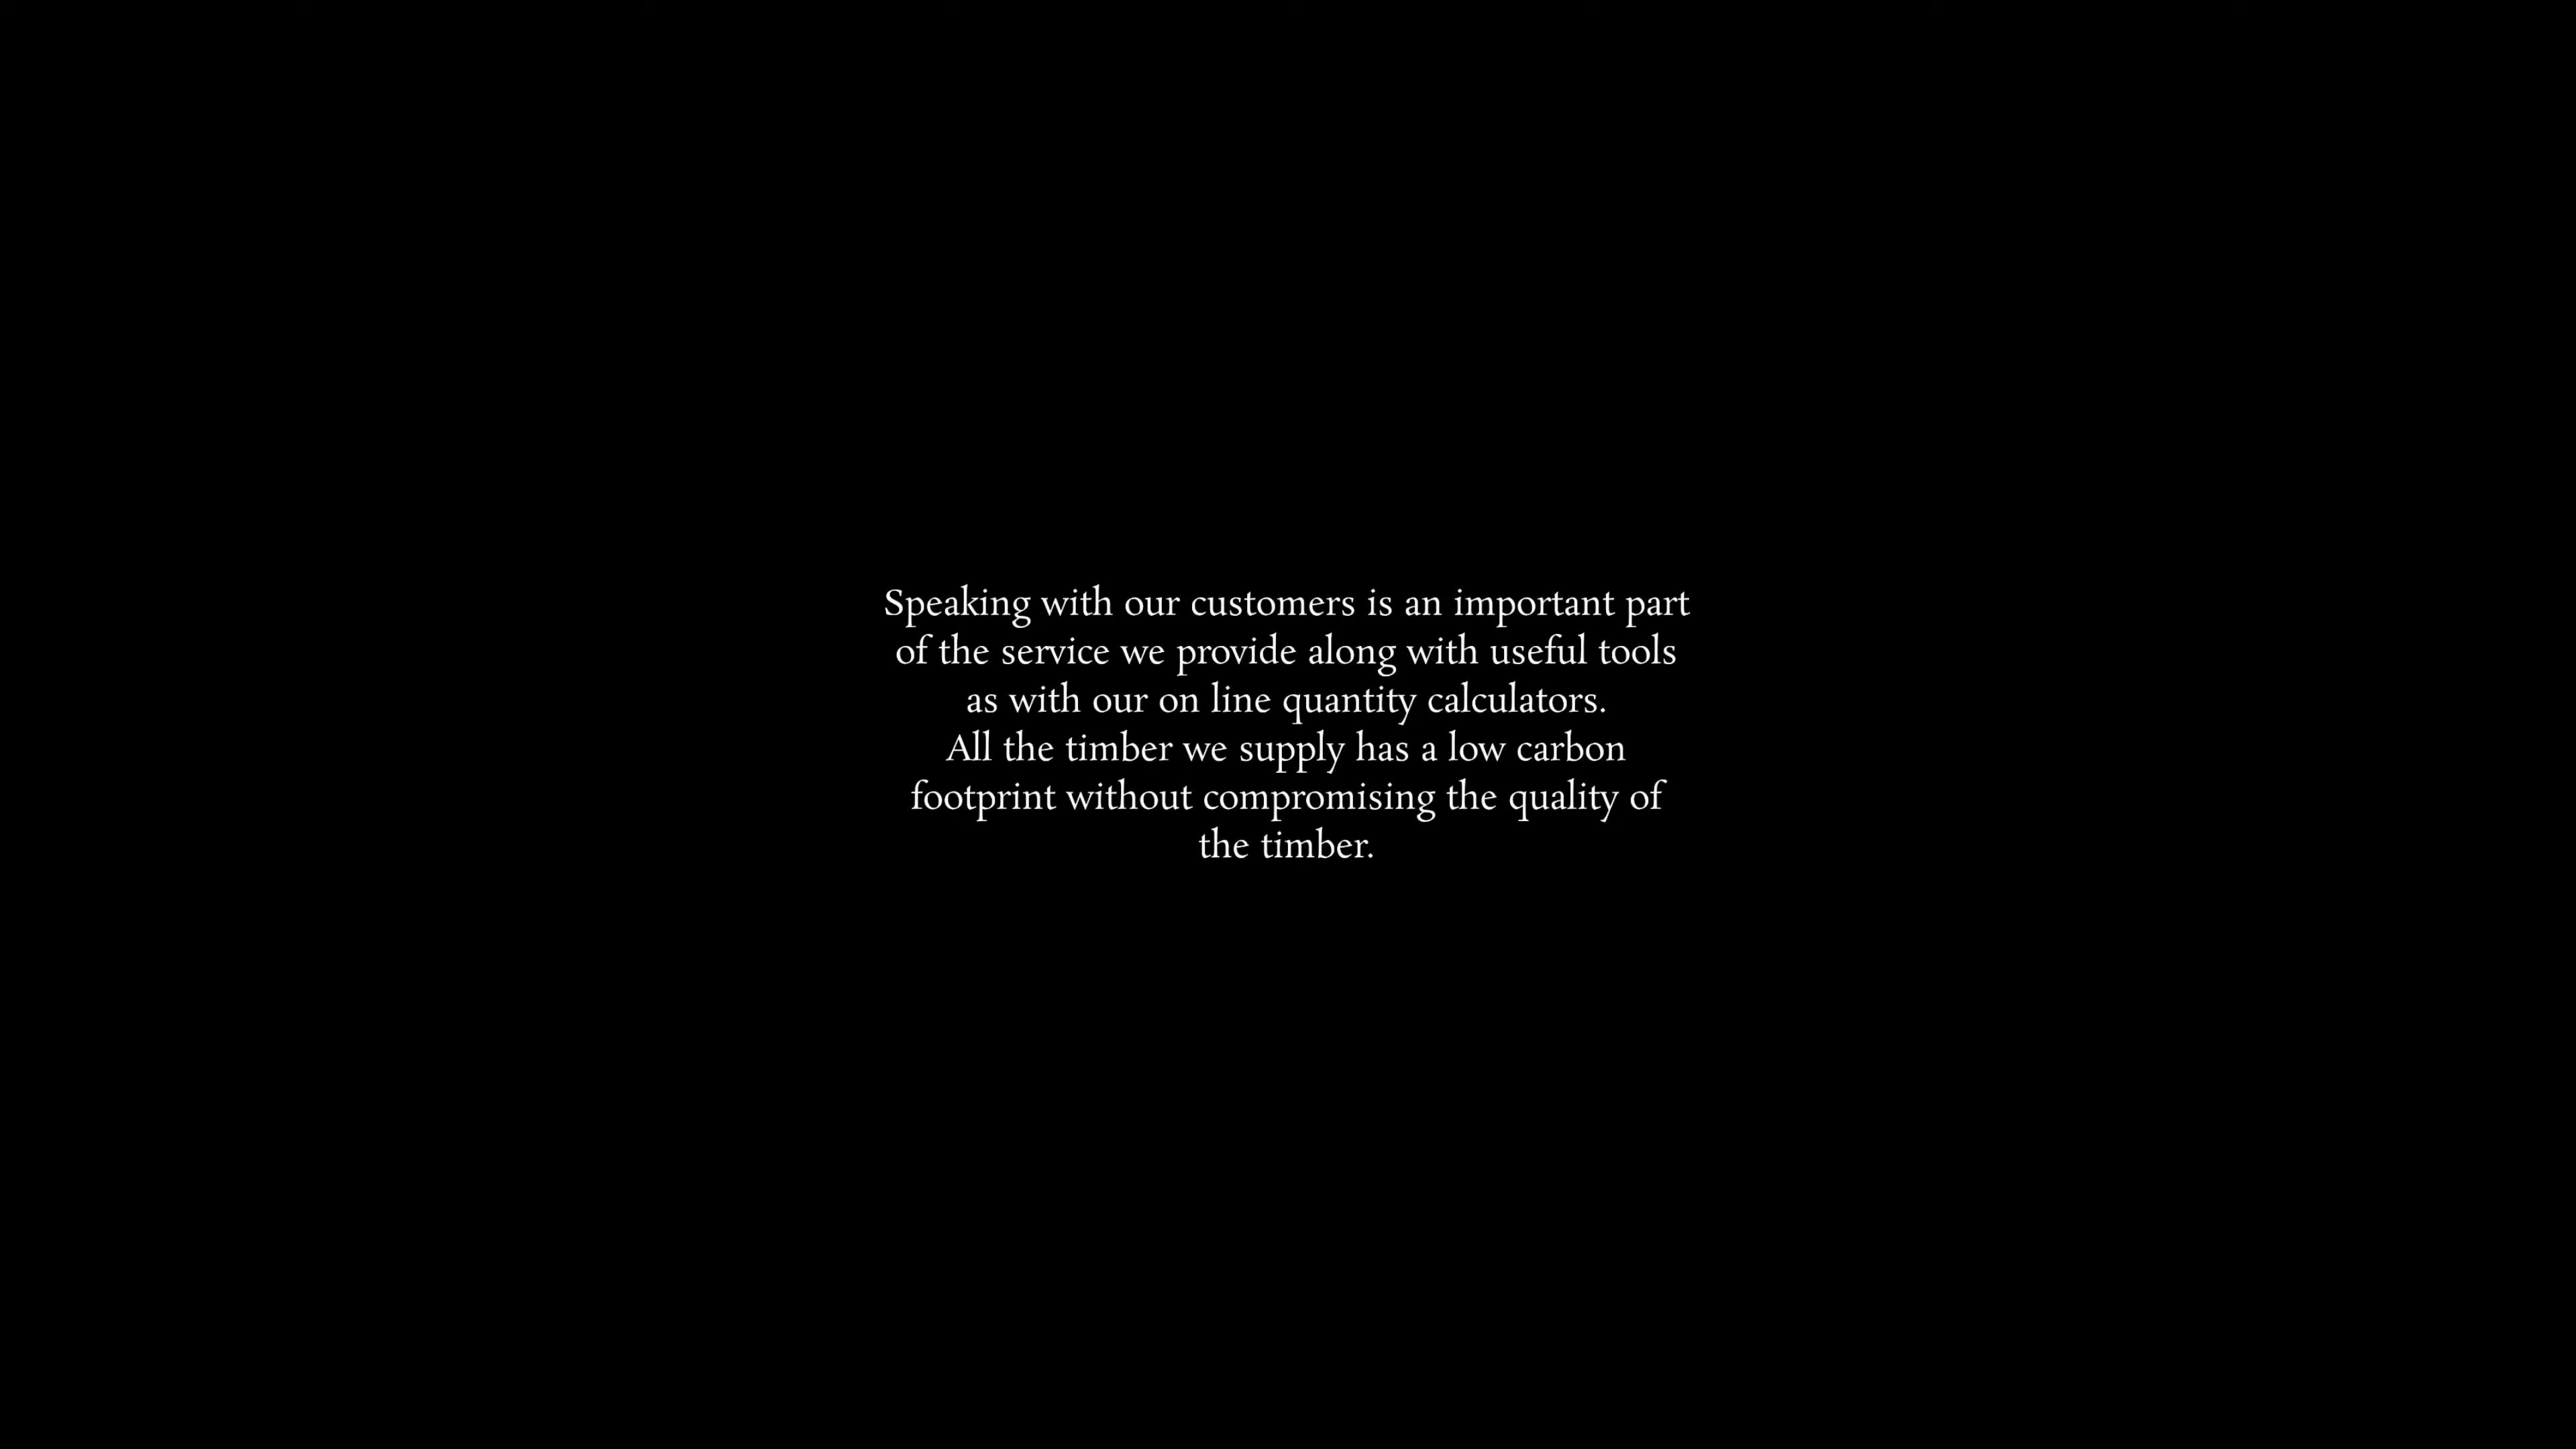 Speaking with our customers is an important part
of the service we provide along with useful tools
as with our on line quantity calculators.
All the timber we supply has a low carbon
footprint without compromising the quality of
the timber.